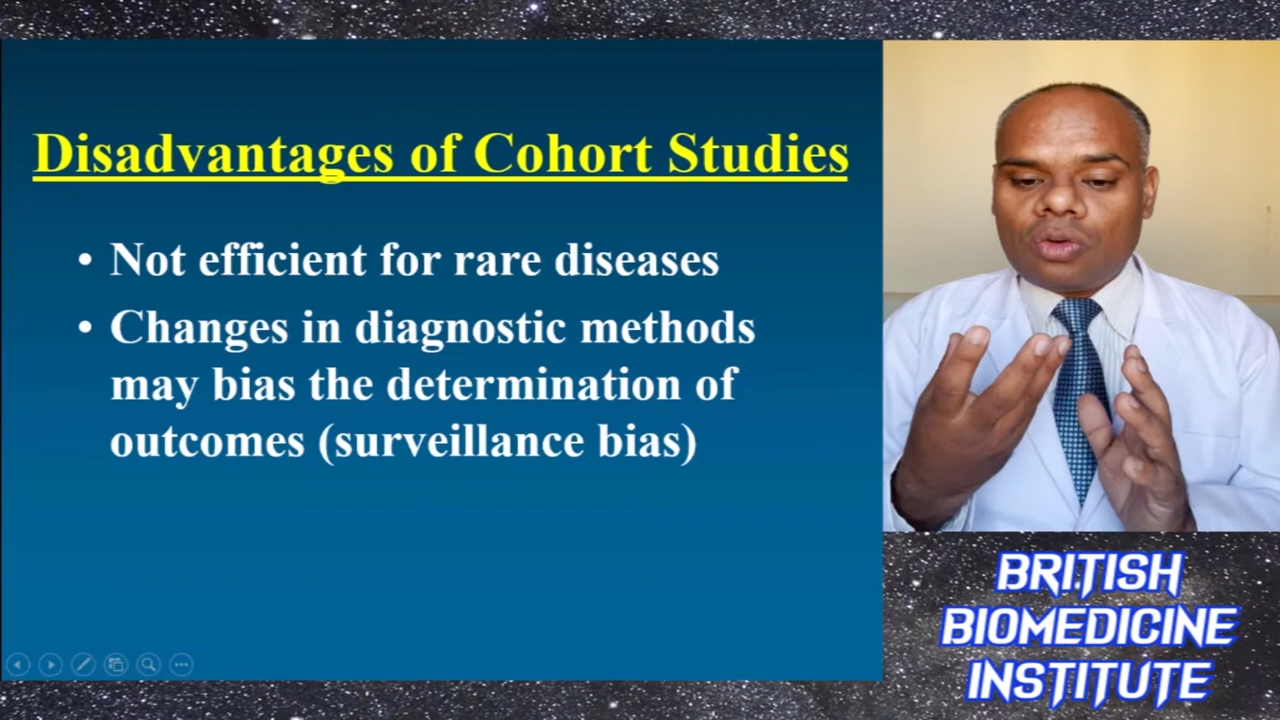 Disadvantages of Cohort Studies
• Not efficient for rare diseases
• Changes in diagnostic methods
may bias the determination of
outcomes (surveillance bias)
BRITISH
BIOMEDICINE
INSTITUTE